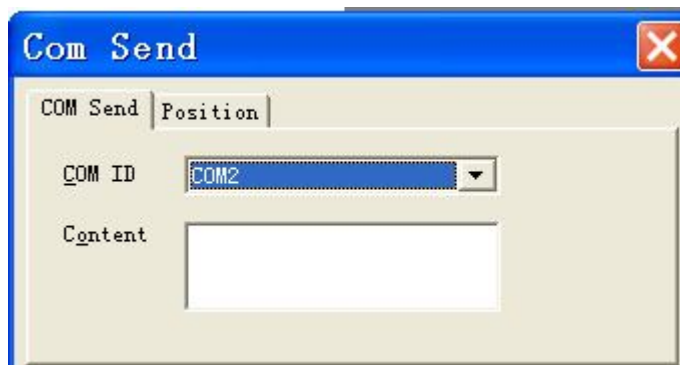 Com Send
COM Send Position
COM ID COM2
Content